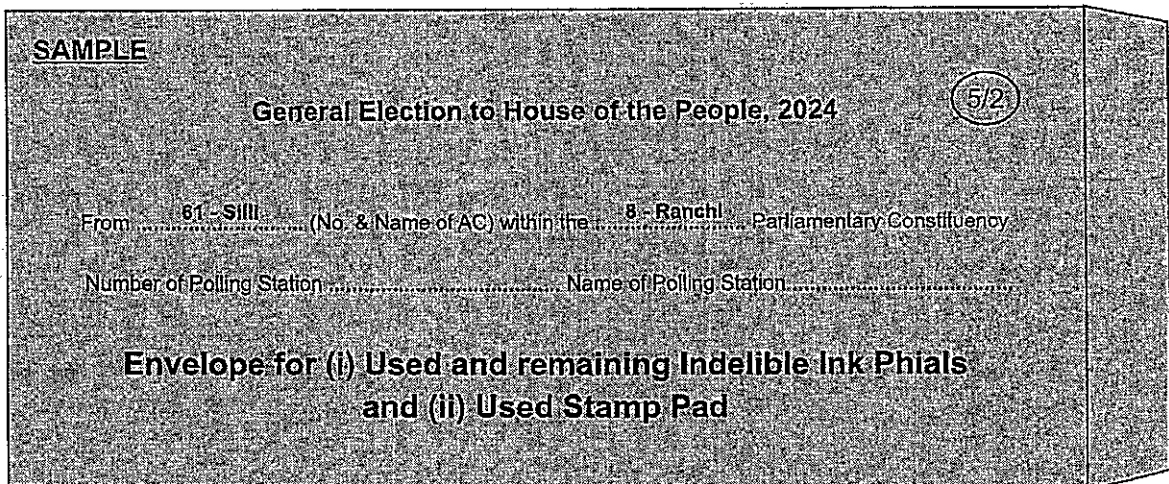 SAMPLE
General Election to House of the People, 2024
5/2
From ..................... (No. & Name of AC) within the ..................... Parliamentary Constituency
61 - Silli
8 - Ranchi
Number of Polling Station ..................... Name of Polling Station.....................
Envelope for (i) Used and remaining Indelible Ink Phials
and (ii) Used Stamp Pad